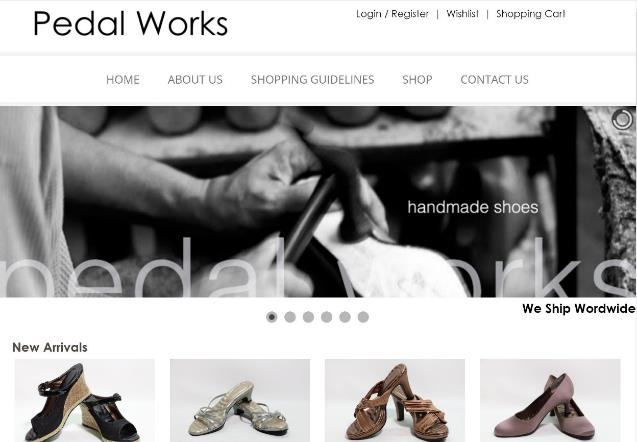 Pedal Works
Login / Register | Wishlist | Shopping Cart
HOME ABOUT US SHOPPING GUIDELINES SHOP CONTACT US
handmade shoes
pedal works
We Ship Wordwide
New Arrivals